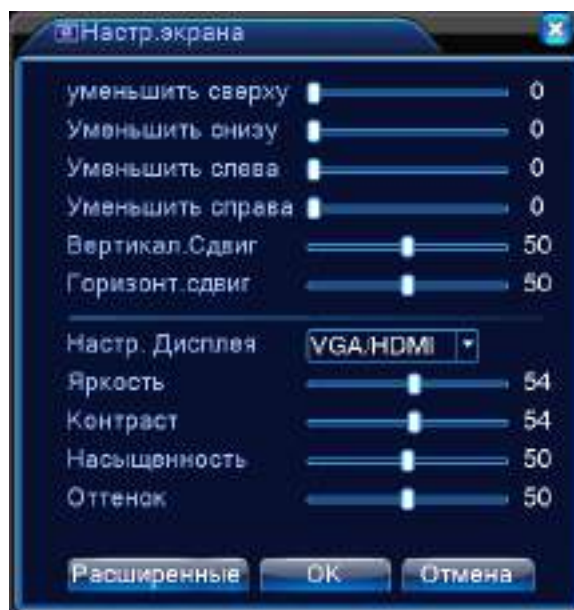 Настр.экрана
уменьшить сверху 0
Уменьшить снизу 0
Уменьшить слева 0
Уменьшить справа 0
Вертикал.Сдвиг 50
Горизонт.сдвиг 50
Настр. Дисплея VGA/HDMI
Яркость 54
Контраст 54
Насыщенность 50
Оттенок 50
Расширенные OK Отмена